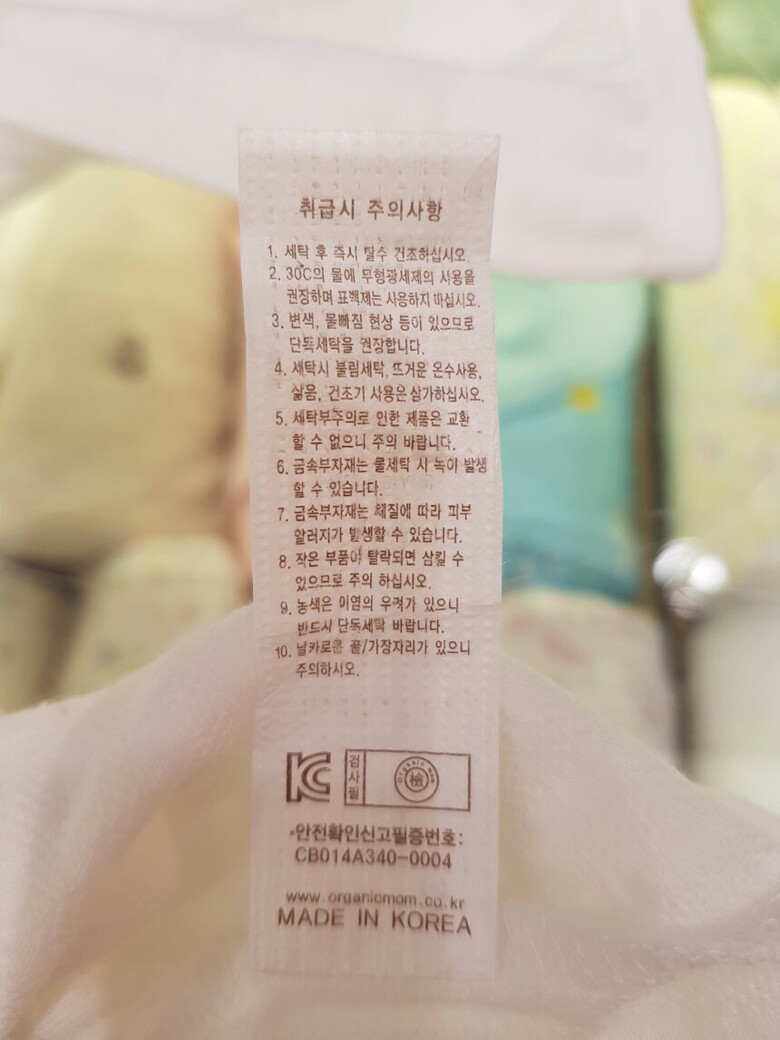 취급시 주의사항
1. 세탁 후 즉시 탈수 건조하십시오.
2. 30℃의 물에 무형광세제의 사용을
권장하며 표백제는 사용하지 마십시오.
3. 변색, 물빠짐 현상 등이 있으므로
단독세탁을 권장합니다.
4. 세탁시 불림세탁, 뜨거운 온수사용,
삶음, 건조기 사용은 삼가하십시오.
5. 세탁부주의로 인한 제품은 교환
할 수 없으니 주의 바랍니다.
6. 금속부자재는 물세탁 시 녹이 발생
할 수 있습니다.
7. 금속부자재는 체질에 따라 피부
알러지가 발생할 수 있습니다.
8. 작은 부품이 탈락되면 삼킬 수
있으므로 주의 하십시오.
9. 농색은 이염의 우려가 있으니
반드시 단독세탁 바랍니다.
10. 날카로운 끝/가장자리가 있으니
주의하시오.
KC 검사필 ORGANIC MOM 檢
•안전확인신고필증번호:
CB014A340-0004
www.organicmom.co.kr
MADE IN KOREA